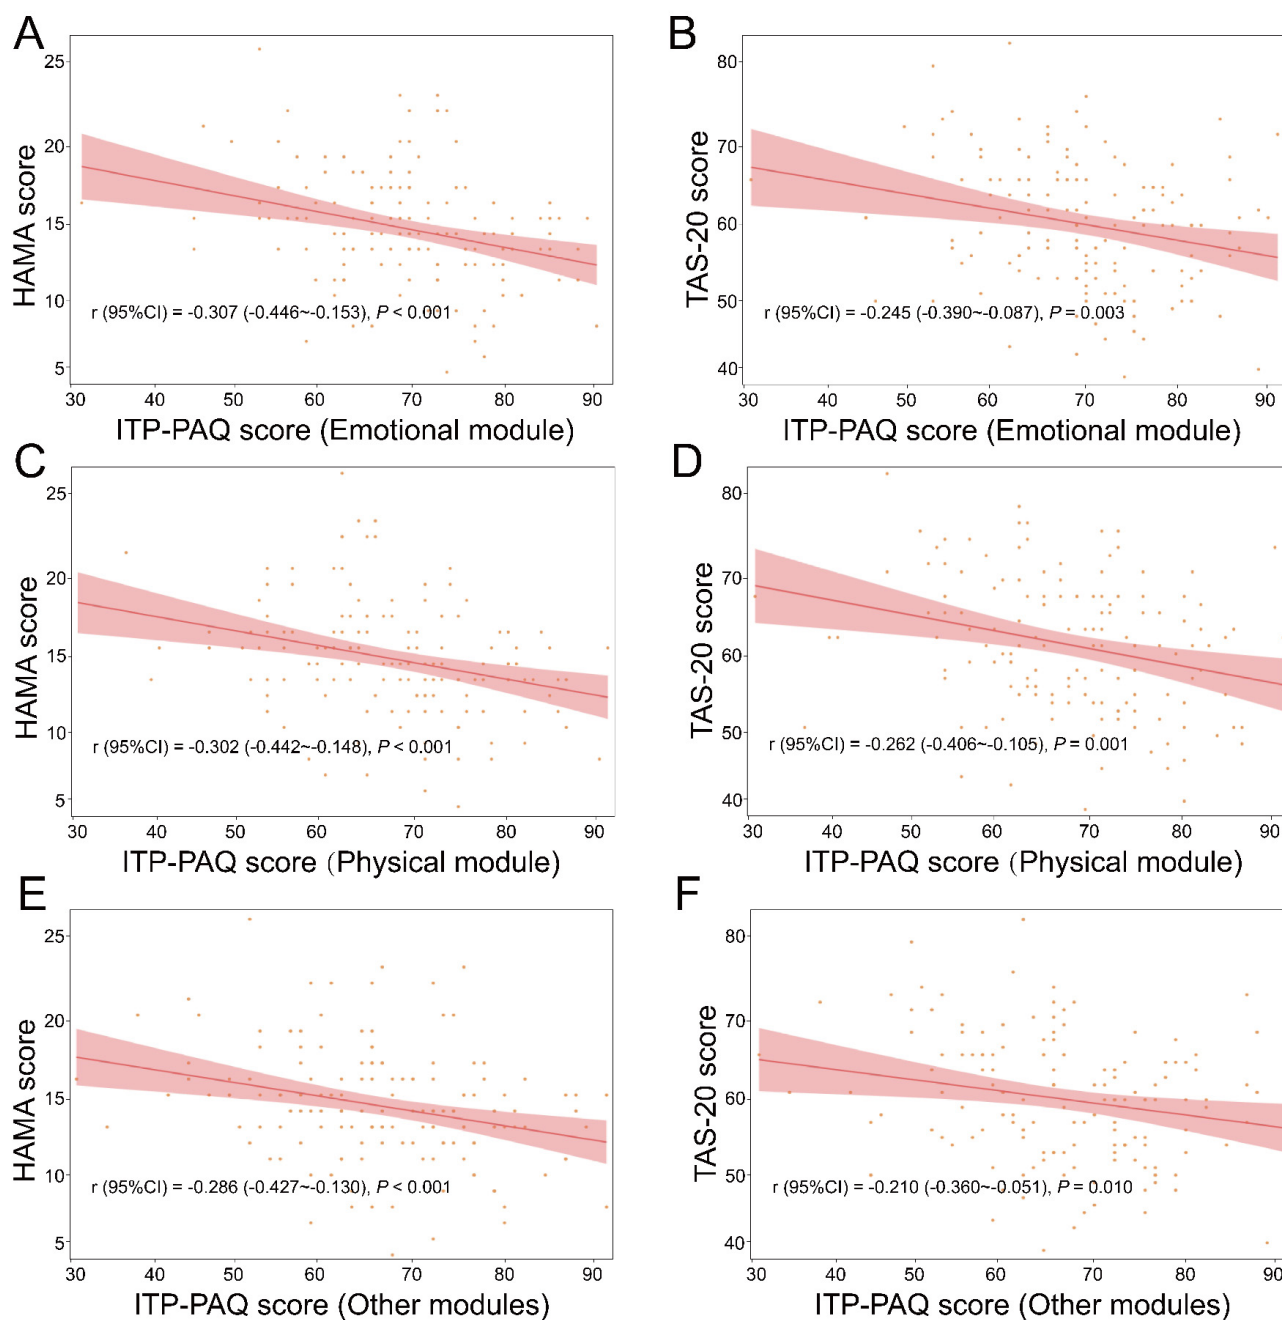 A
B
25
20
15
10
5
HAMA score
r (95%CI) = -0.307 (-0.446~-0.153), P < 0.001
30 40 50 60 70 80 90
ITP-PAQ score (Emotional module)
80
70
60
50
40
TAS-20 score
r (95%CI) = -0.245 (-0.390~-0.087), P = 0.003
30 40 50 60 70 80 90
ITP-PAQ score (Emotional module)
C
D
25
20
15
10
5
HAMA score
r (95%CI) = -0.302 (-0.442~-0.148), P < 0.001
30 40 50 60 70 80 90
ITP-PAQ score (Physical module)
80
70
60
50
40
TAS-20 score
r (95%CI) = -0.262 (-0.406~-0.105), P = 0.001
30 40 50 60 70 80 90
ITP-PAQ score (Physical module)
E
F
25
20
15
10
5
HAMA score
r (95%CI) = -0.286 (-0.427~-0.130), P < 0.001
30 40 50 60 70 80 90
ITP-PAQ score (Other modules)
80
70
60
50
40
TAS-20 score
r (95%CI) = -0.210 (-0.360~-0.051), P = 0.010
30 40 50 60 70 80 90
ITP-PAQ score (Other modules)